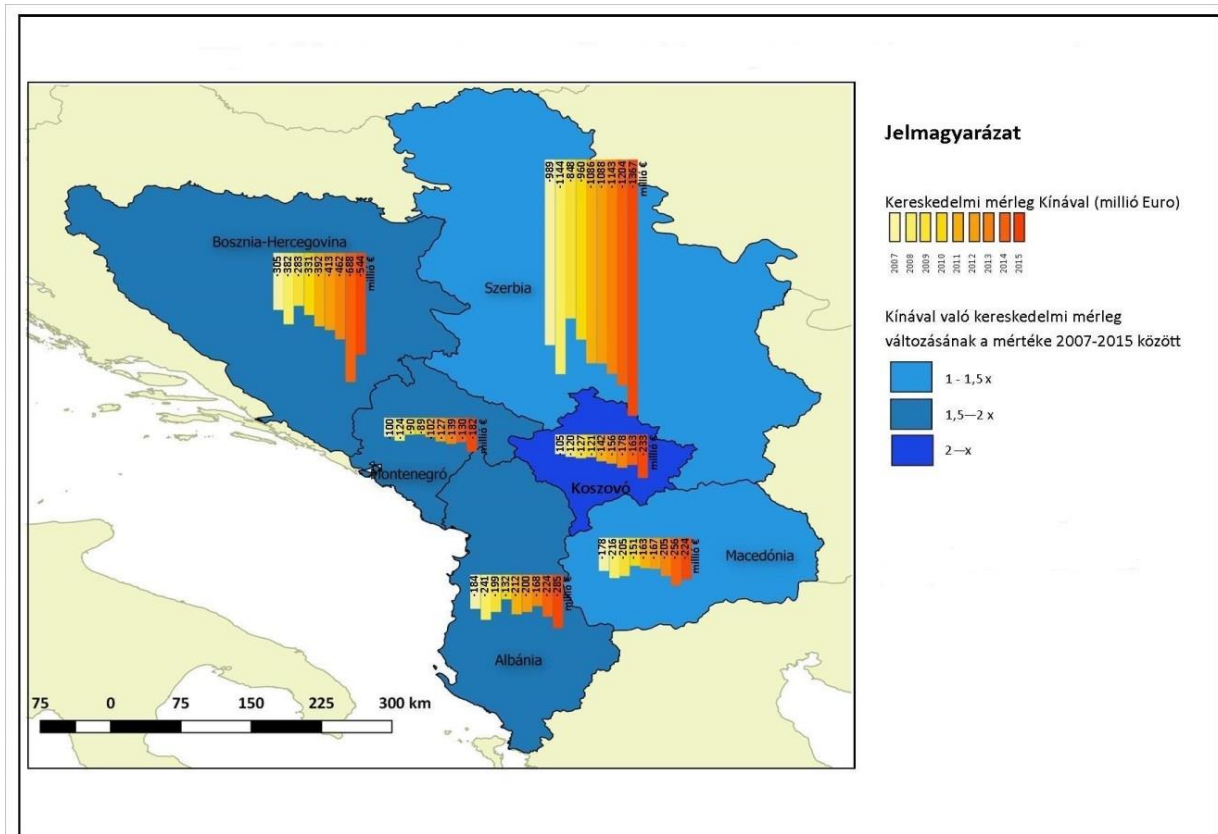 Bosznia-Hercegovina
-305
-382
-283
-331
-392
-413
-462
-688
-544
millió €
Szerbia
-989
-1144
-848
-960
-1086
-1088
-1143
-1204
-1367
millió €
Montenegró
-100
-124
-90
-89
-102
-127
-139
-130
-182
millió €
Koszovó
-105
-120
-127
-121
-142
-156
-178
-163
-233
millió €
Macedónia
-178
-216
-205
-151
-163
-167
-205
-256
-224
millió €
Albánia
-184
-241
-199
-132
-212
-200
-168
-224
-285
millió €
75 0 75 150 225 300 km
Jelmagyarázat
Kereskedelmi mérleg Kínával (millió Euro)
2007 2008 2009 2010 2011 2012 2013 2014 2015
Kínával való kereskedelmi mérleg
változásának a mértéke 2007-2015 között
1 - 1,5 x
1,5—2 x
2—x